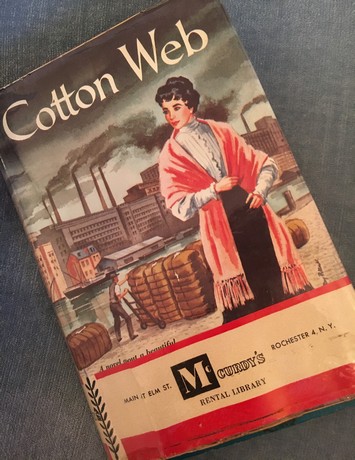 Cotton Web
A novel about a beautiful
MAIN AT ELM ST. McCURDY'S ROCHESTER 4, N.Y.
RENTAL LIBRARY